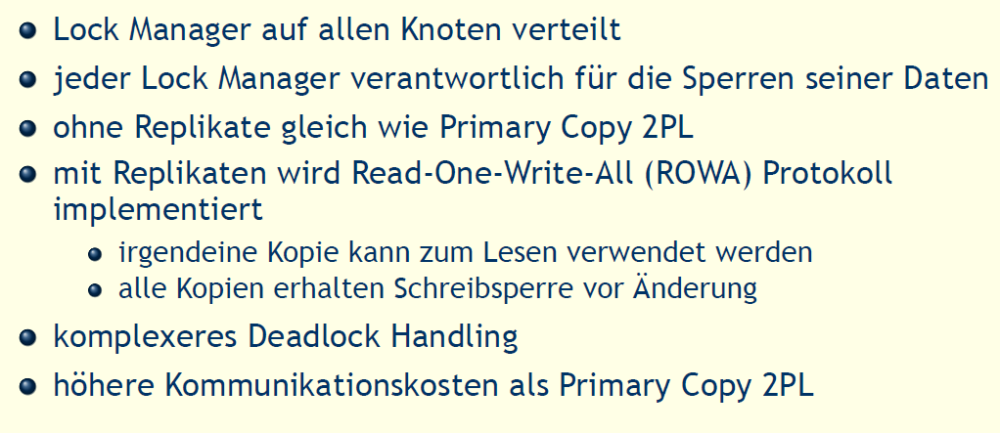 Lock Manager auf allen Knoten verteilt
jeder Lock Manager verantwortlich für die Sperren seiner Daten
ohne Replikate gleich wie Primary Copy 2PL
mit Replikaten wird Read-One-Write-All (ROWA) Protokoll
implementiert
irgendeine Kopie kann zum Lesen verwendet werden
alle Kopien erhalten Schreibsperre vor Änderung
komplexeres Deadlock Handling
höhere Kommunikationskosten als Primary Copy 2PL